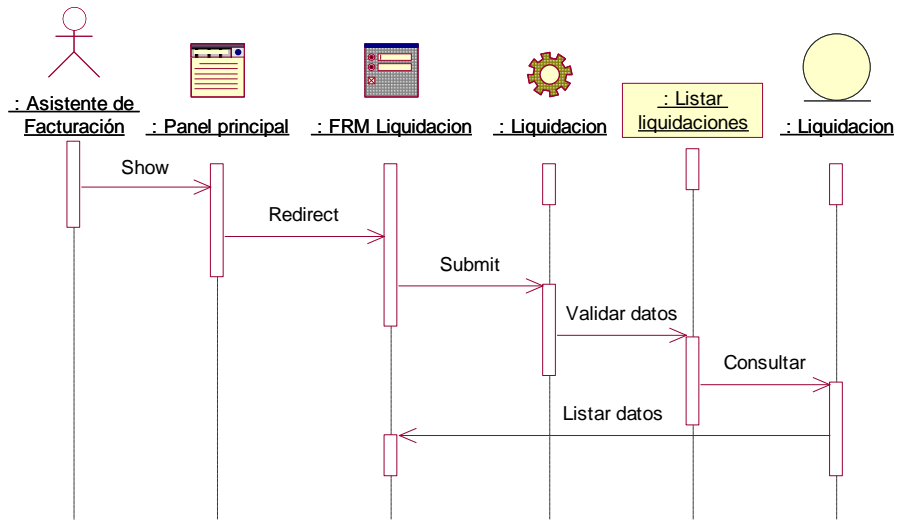 : Asistente de
Facturación
: Panel principal
: FRM Liquidacion
: Liquidacion
: Listar
liquidaciones
: Liquidacion
Show
Redirect
Submit
Validar datos
Consultar
Listar datos